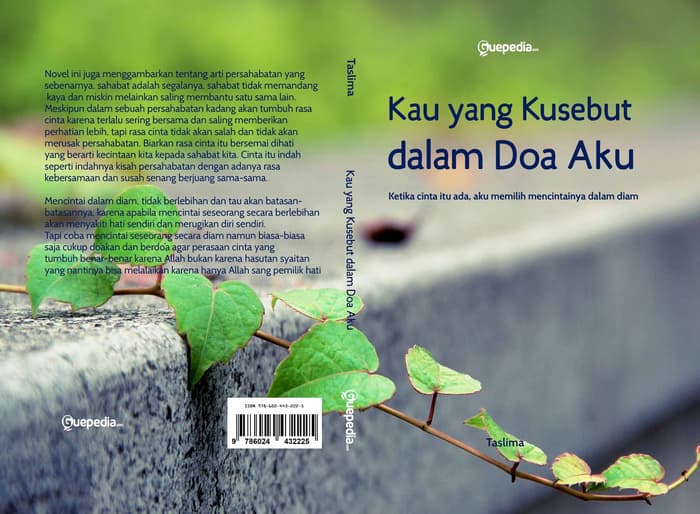 Novel ini juga menggambarkan tentang arti persahabatan yang
sebenarnya, sahabat adalah segalanya, sahabat tidak memandang
kaya dan miskin melainkan saling membantu satu sama lain.
Meskipun dalam sebuah persahabatan kadang akan tumbuh rasa
cinta karena terlalu sering bersama dan saling memberikan
perhatian lebih, tapi rasa cinta tidak akan salah dan tidak akan
merusak persahabatan. Biarkan rasa cinta itu bersemai dihati
yang berarti kecintaan kita kepada sahabat kita. Cinta itu indah
seperti indahnya kisah persahabatan dengan adanya rasa
kebersamaan dan susah senang berjuang sama-sama.
Mencintai dalam diam, tidak berlebihan dan tau akan batasan-
batasannya, karena apabila mencintai seseorang secara berlebihan
akan menyakiti hati sendiri dan merugikan diri sendiri.
Tapi coba mencintai seseorang secara diam namun biasa-biasa
saja cukup doakan dan berdoa agar perasaan cinta yang
tumbuh benar-benar karena Allah bukan karena hasutan syaitan
yang nantinya bisa melalaikan karena hanya Allah sang pemilik hati
Guepedia.com
ISBN 978-602-443-222-5
9 786024 432225
Taslima
Kau yang Kusebut dalam Doa Aku
Guepedia.com
Guepedia.com
Kau yang Kusebut
dalam Doa Aku
Ketika cinta itu ada, aku memilih mencintainya dalam diam
Taslima